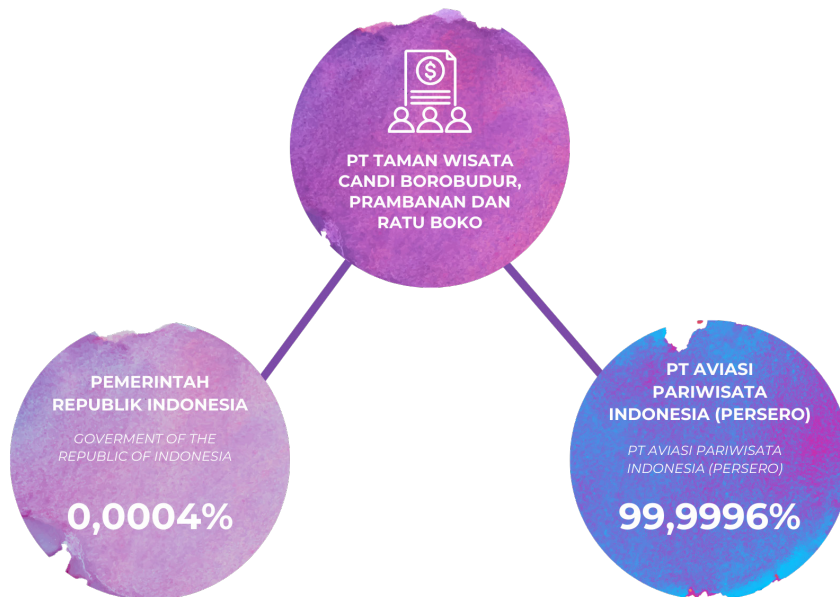 $
PT TAMAN WISATA
CANDI BOROBUDUR,
PRAMBANAN DAN
RATU BOKO
PEMERINTAH
REPUBLIK INDONESIA
GOVERMENT OF THE
REPUBLIC OF INDONESIA
0,0004%
PT AVIASI
PARIWISATA
INDONESIA (PERSERO)
PT AVIASI PARIWISATA
INDONESIA (PERSERO)
99,9996%